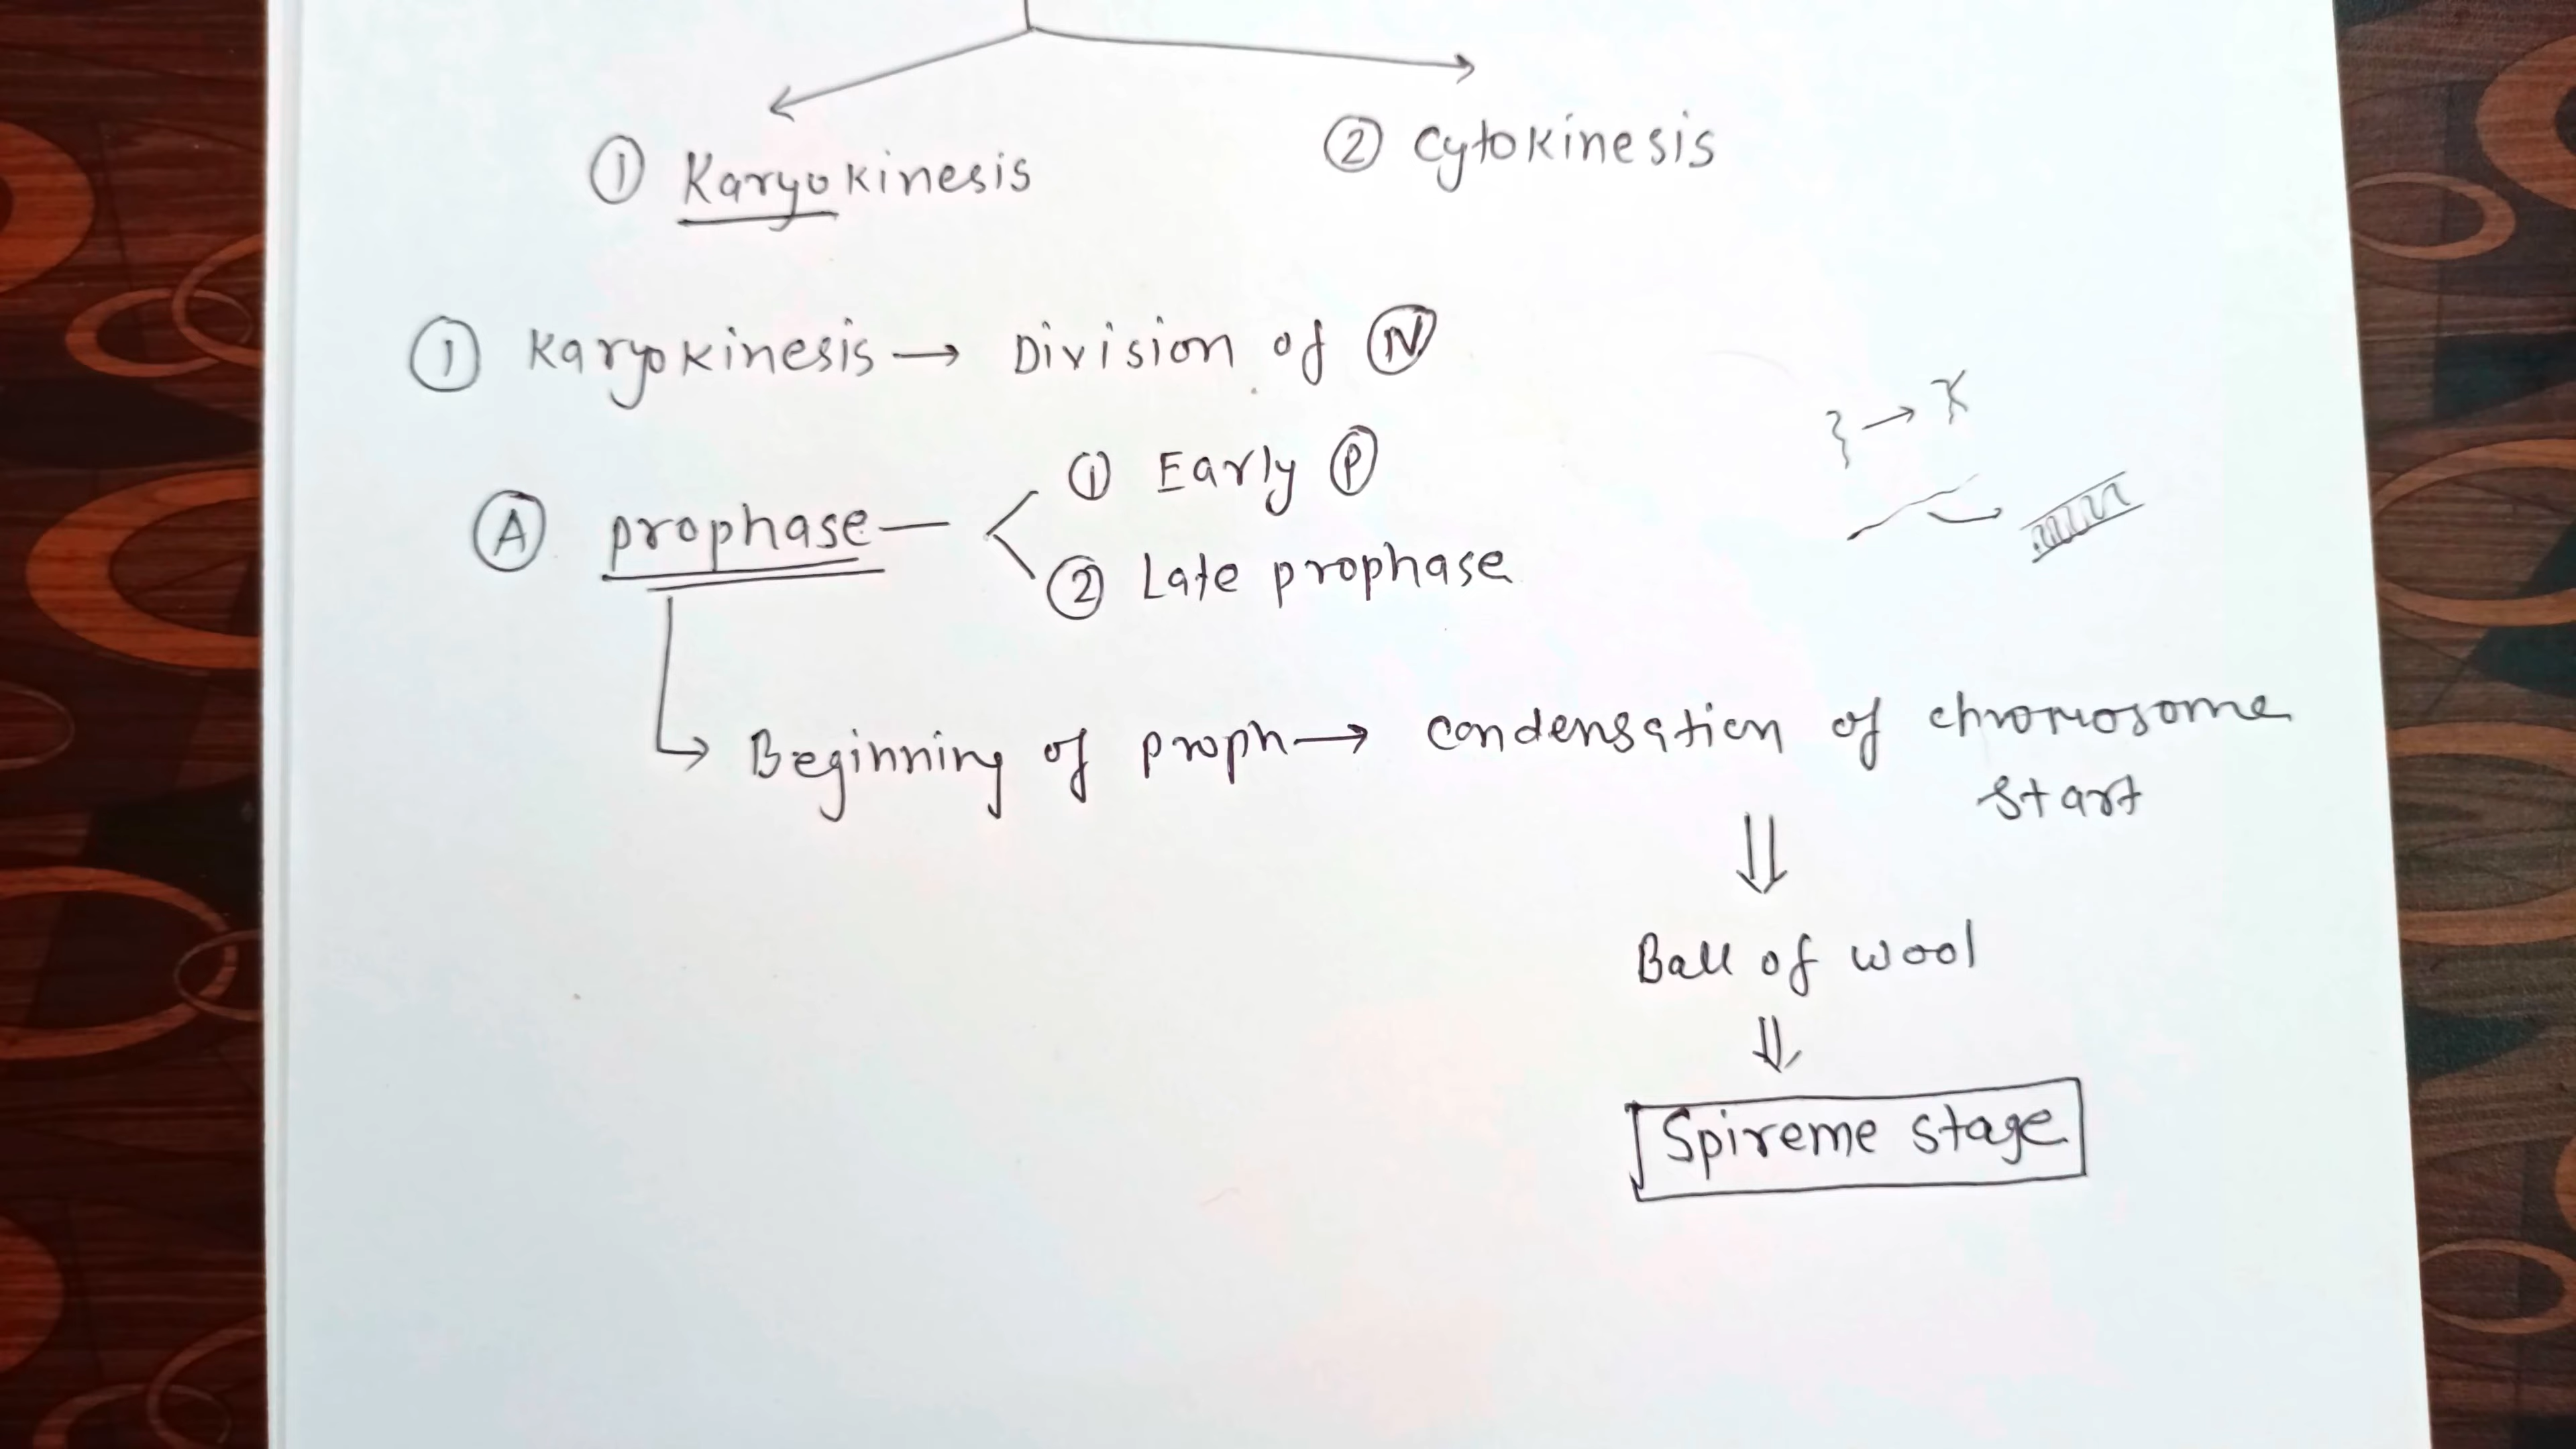 ① Karyokinesis
② Cytokinesis
① Karyokinesis → Division of Ⓝ
Ⓐ prophase —
① Early Ⓟ
② Late prophase
Beginning of proph → condensation of chromosome
start
Ball of wool
Spireme stage